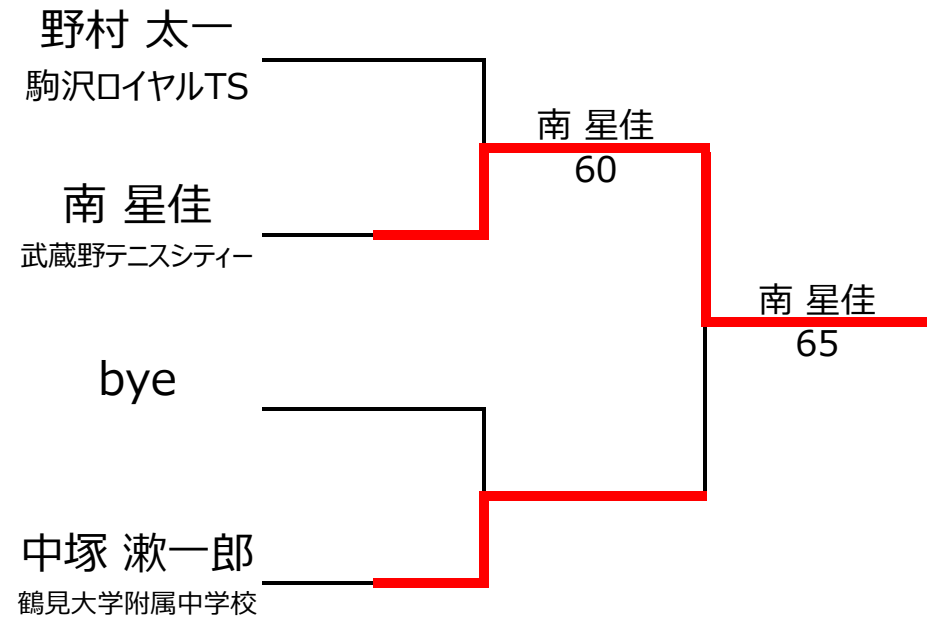 野村 太一
駒沢ロイヤルTS
南 星佳
60
南 星佳
武蔵野テニスシティー
南 星佳
65
bye
中塚 漱一郎
鶴見大学附属中学校